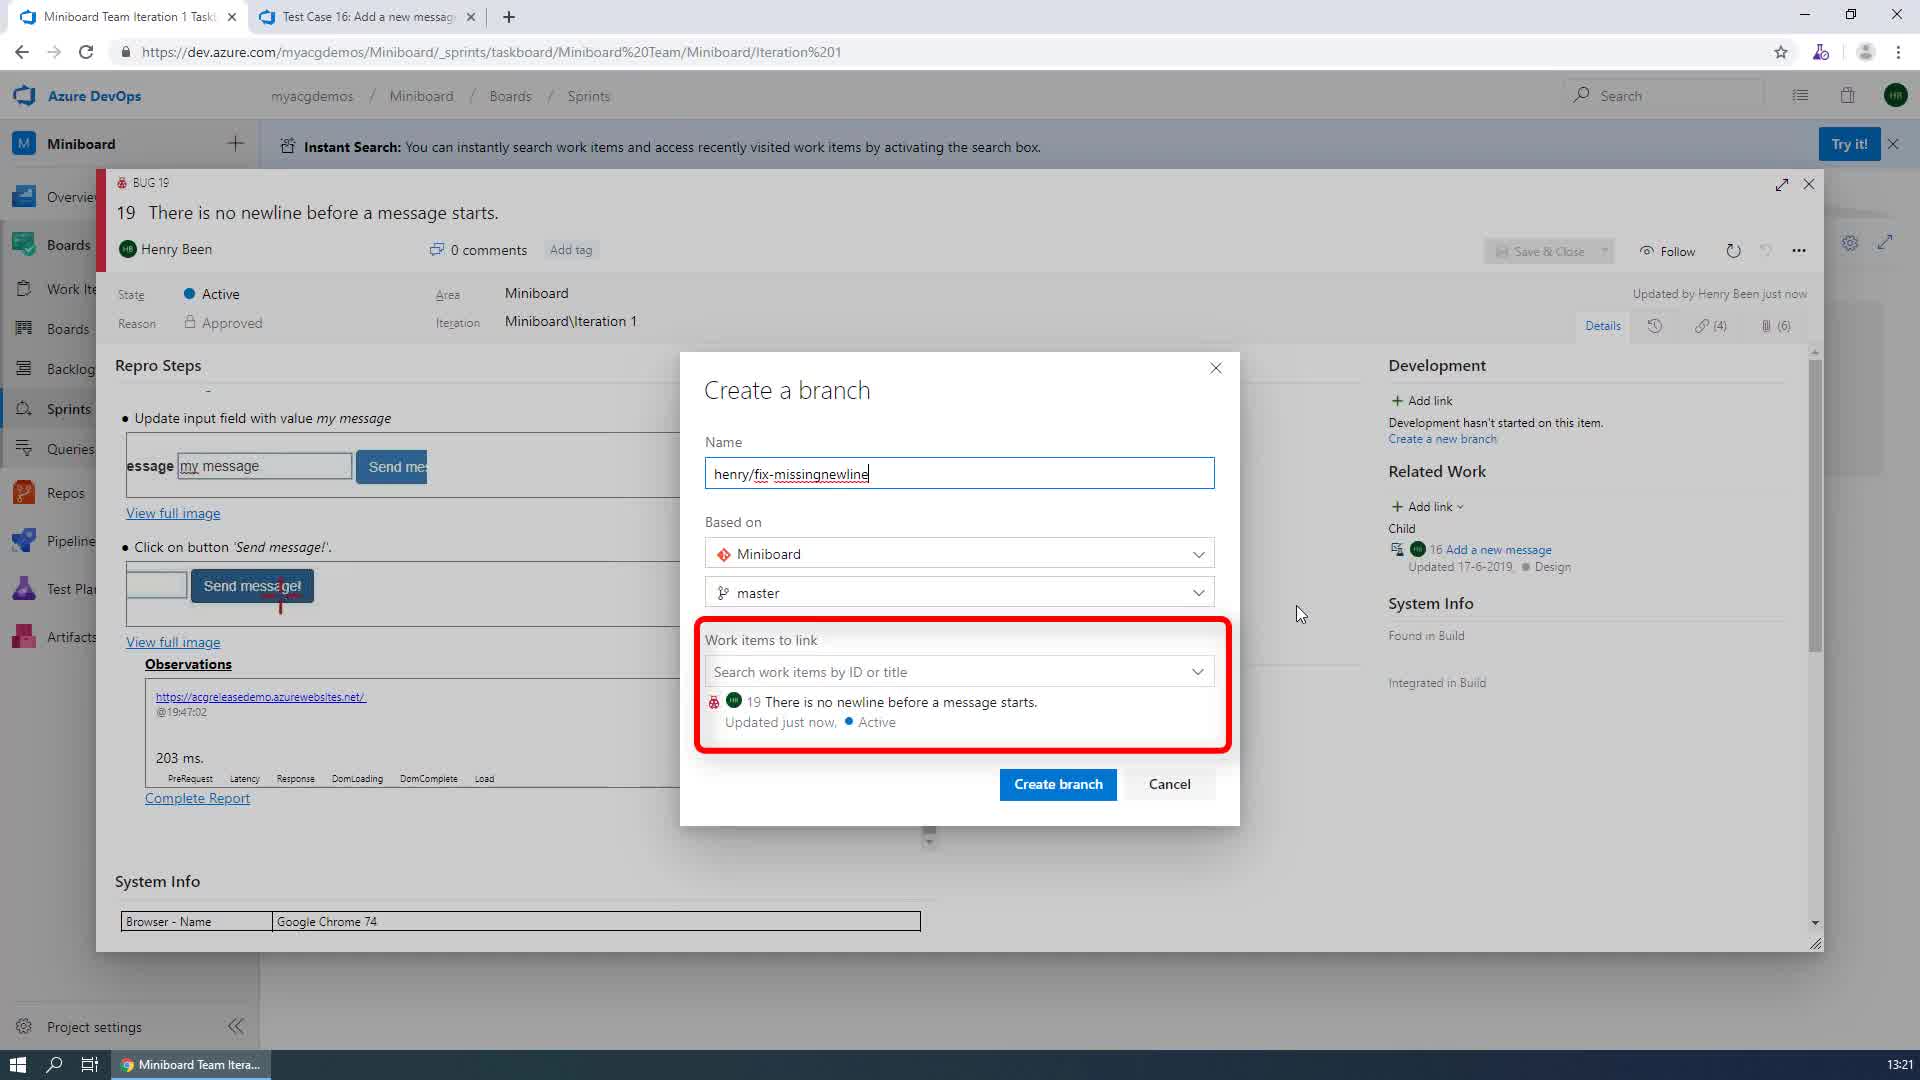 Miniboard Team Iteration 1 Taskb
Test Case 16: Add a new messag
https://dev.azure.com/myacgdemos/Miniboard/_sprints/taskboard/Miniboard%20Team/Miniboard/Iteration%201
Azure DevOps
myacgdemos / Miniboard / Boards / Sprints
Search
HB
M Miniboard
Instant Search: You can instantly search work items and access recently visited work items by activating the search box.
Try it!
Overvie
Boards
Work Ite
Boards
Backlog
Sprints
Queries
Repos
Pipeline
Test Plan
Artifacts
Project settings
BUG 19
19 There is no newline before a message starts.
HB Henry Been
0 comments
Add tag
Save & Close
Follow
State
Active
Area
Miniboard
Updated by Henry Been just now
Reason
Approved
Iteration
Miniboard\Iteration 1
Details
(4)
(6)
Repro Steps
• Update input field with value my message
essage
my message
Send mes
View full image
• Click on button 'Send message!'.
Send message!
View full image
Observations
https://acgreleasedemo.azurewebsites.net/
@19:47:02
203 ms.
PreRequest Latency Response DomLoading DomComplete Load
Complete Report
System Info
Browser - Name
Google Chrome 74
Create a branch
Name
henry/fix-missingnewline
Based on
Miniboard
master
Work items to link
Search work items by ID or title
HB 19 There is no newline before a message starts.
Updated just now, Active
Create branch
Cancel
Development
Add link
Development hasn't started on this item.
Create a new branch
Related Work
Add link
Child
HB 16 Add a new message
Updated 17-6-2019, Design
System Info
Found in Build
Integrated in Build
Miniboard Team Itera...
13:21